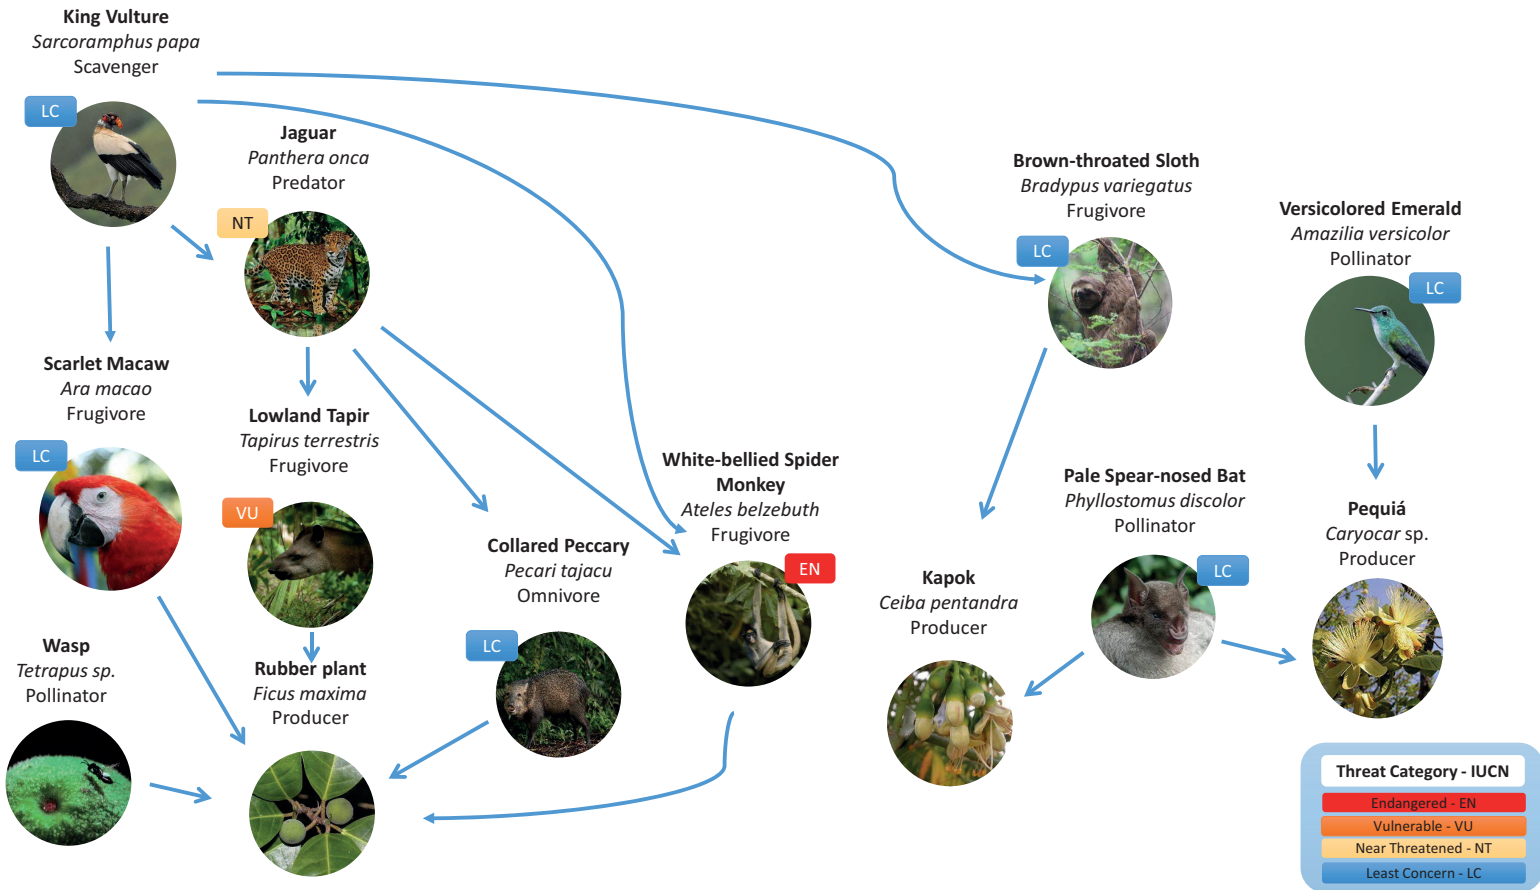 King Vulture
Sarcoramphus papa
Scavenger
LC
Jaguar
Panthera onca
Predator
NT
Brown-throated Sloth
Bradypus variegatus
Frugivore
LC
Versicolored Emerald
Amazilia versicolor
Pollinator
LC
Scarlet Macaw
Ara macao
Frugivore
LC
Lowland Tapir
Tapirus terrestris
Frugivore
VU
White-bellied Spider
Monkey
Ateles belzebuth
Frugivore
EN
Pale Spear-nosed Bat
Phyllostomus discolor
Pollinator
LC
Pequiá
Caryocar sp.
Producer
Collared Peccary
Pecari tajacu
Omnivore
LC
Kapok
Ceiba pentandra
Producer
Wasp
Tetrapus sp.
Pollinator
Rubber plant
Ficus maxima
Producer
Threat Category - IUCN
Endangered - EN
Vulnerable - VU
Near Threatened - NT
Least Concern - LC